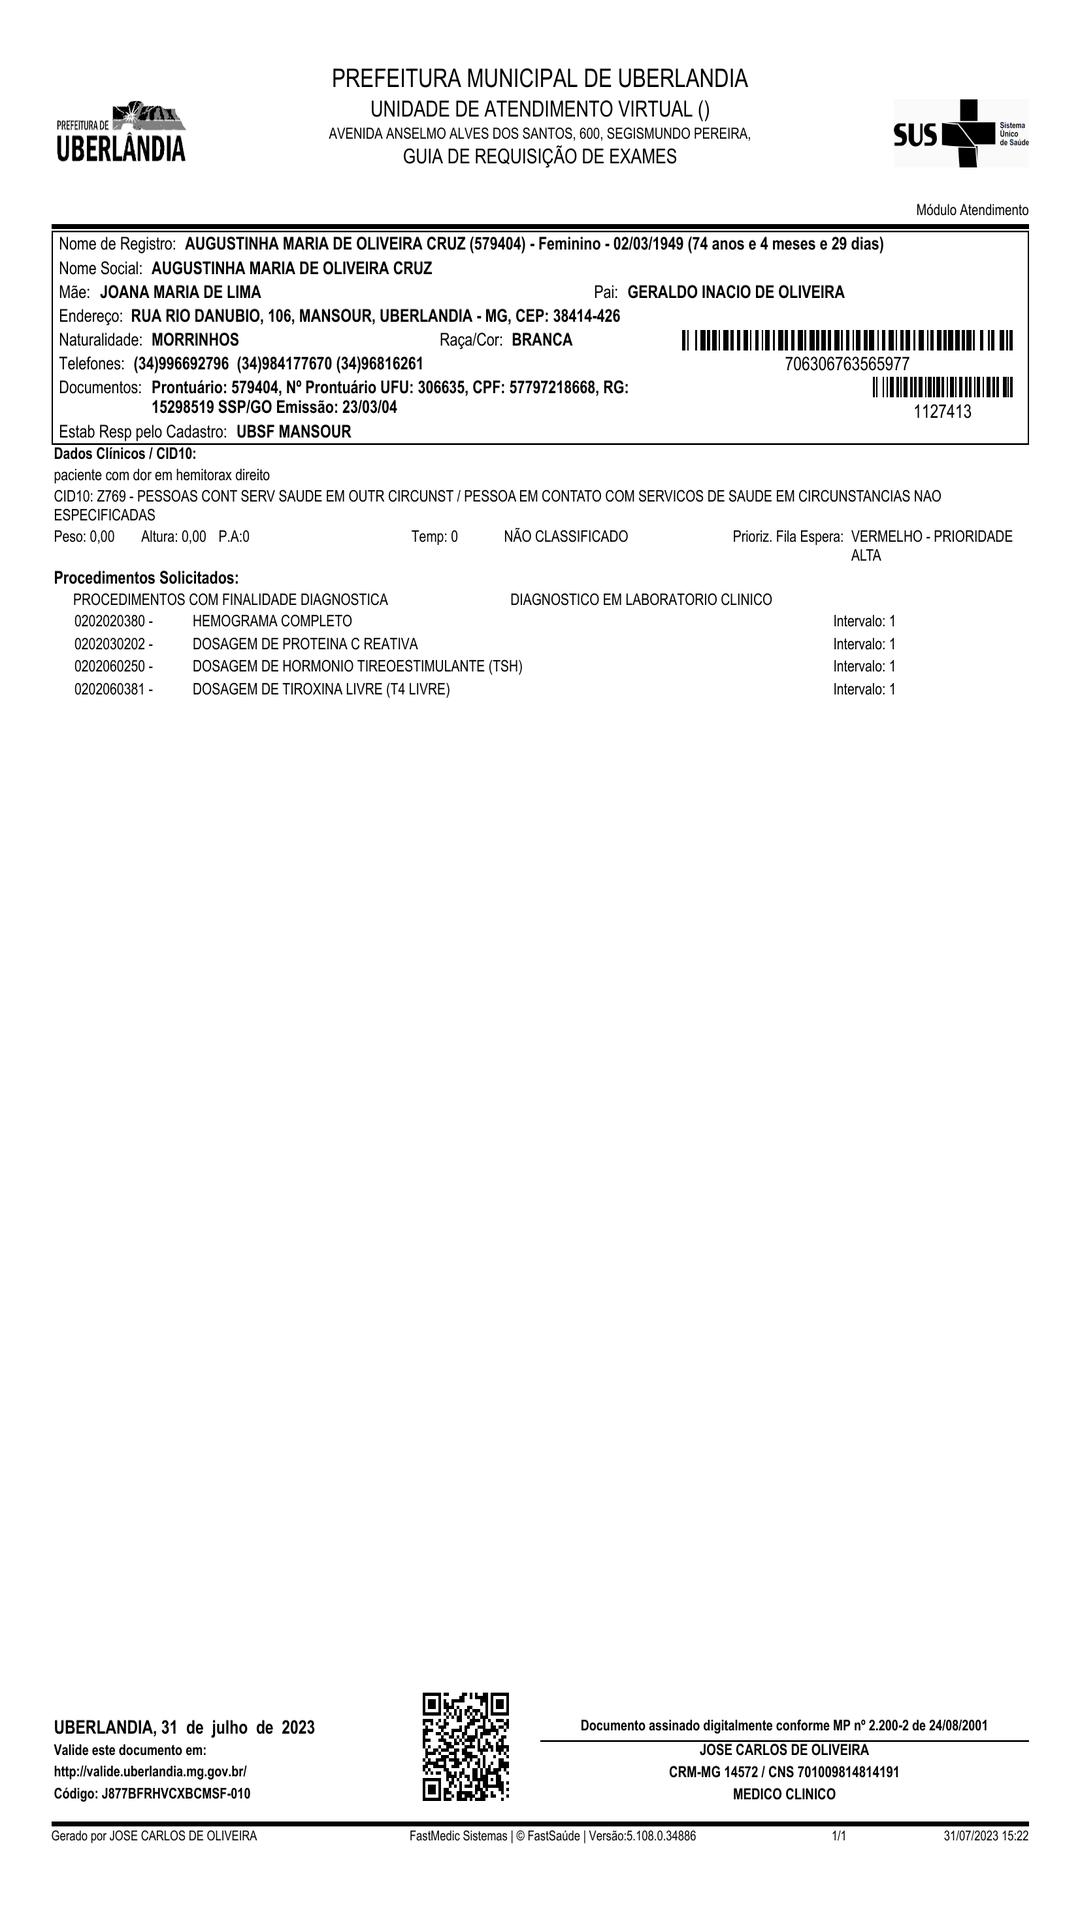 PREFEITURA MUNICIPAL DE UBERLANDIA
UNIDADE DE ATENDIMENTO VIRTUAL ()
AVENIDA ANSELMO ALVES DOS SANTOS, 600, SEGISMUNDO PEREIRA,
GUIA DE REQUISIÇÃO DE EXAMES
PREFEITURA DE
UBERLÂNDIA
SUS Sistema
Único
de Saúde
Módulo Atendimento
Nome de Registro: AUGUSTINHA MARIA DE OLIVEIRA CRUZ (579404) - Feminino - 02/03/1949 (74 anos e 4 meses e 29 dias)
Nome Social: AUGUSTINHA MARIA DE OLIVEIRA CRUZ
Mãe: JOANA MARIA DE LIMA Pai: GERALDO INACIO DE OLIVEIRA
Endereço: RUA RIO DANUBIO, 106, MANSOUR, UBERLANDIA - MG, CEP: 38414-426
Naturalidade: MORRINHOS Raça/Cor: BRANCA
Telefones: (34)996692796 (34)984177670 (34)96816261 706306763565977
Documentos: Prontuário: 579404, Nº Prontuário UFU: 306635, CPF: 57797218668, RG:
15298519 SSP/GO Emissão: 23/03/04 1127413
Estab Resp pelo Cadastro: UBSF MANSOUR
Dados Clínicos / CID10:
paciente com dor em hemitorax direito
CID10: Z769 - PESSOAS CONT SERV SAUDE EM OUTR CIRCUNST / PESSOA EM CONTATO COM SERVICOS DE SAUDE EM CIRCUNSTANCIAS NAO
ESPECIFICADAS
Peso: 0,00 Altura: 0,00 P.A:0 Temp: 0 NÃO CLASSIFICADO Prioriz. Fila Espera: VERMELHO - PRIORIDADE
ALTA
Procedimentos Solicitados:
PROCEDIMENTOS COM FINALIDADE DIAGNOSTICA DIAGNOSTICO EM LABORATORIO CLINICO
0202020380 - HEMOGRAMA COMPLETO Intervalo: 1
0202030202 - DOSAGEM DE PROTEINA C REATIVA Intervalo: 1
0202060250 - DOSAGEM DE HORMONIO TIREOESTIMULANTE (TSH) Intervalo: 1
0202060381 - DOSAGEM DE TIROXINA LIVRE (T4 LIVRE) Intervalo: 1
UBERLANDIA, 31 de julho de 2023
Valide este documento em:
http://valide.uberlandia.mg.gov.br/
Código: J877BFRHVCXBCMSF-010
Documento assinado digitalmente conforme MP nº 2.200-2 de 24/08/2001
JOSE CARLOS DE OLIVEIRA
CRM-MG 14572 / CNS 701009814814191
MEDICO CLINICO
Gerado por JOSE CARLOS DE OLIVEIRA FastMedic Sistemas | © FastSaúde | Versão:5.108.0.34886 1/1 31/07/2023 15:22